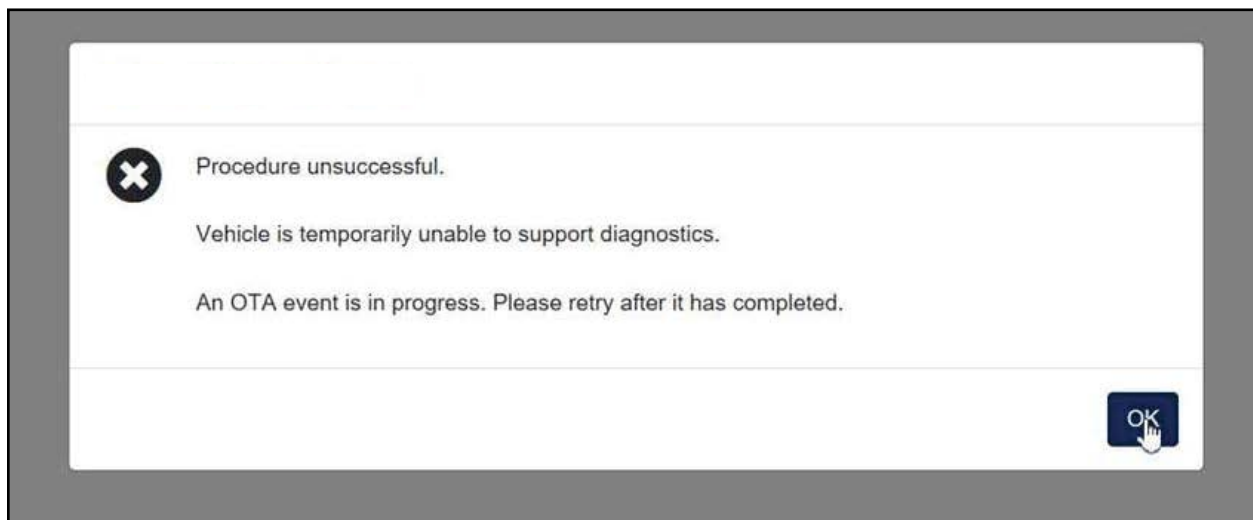 Procedure unsuccessful.
Vehicle is temporarily unable to support diagnostics.
An OTA event is in progress. Please retry after it has completed.
OK